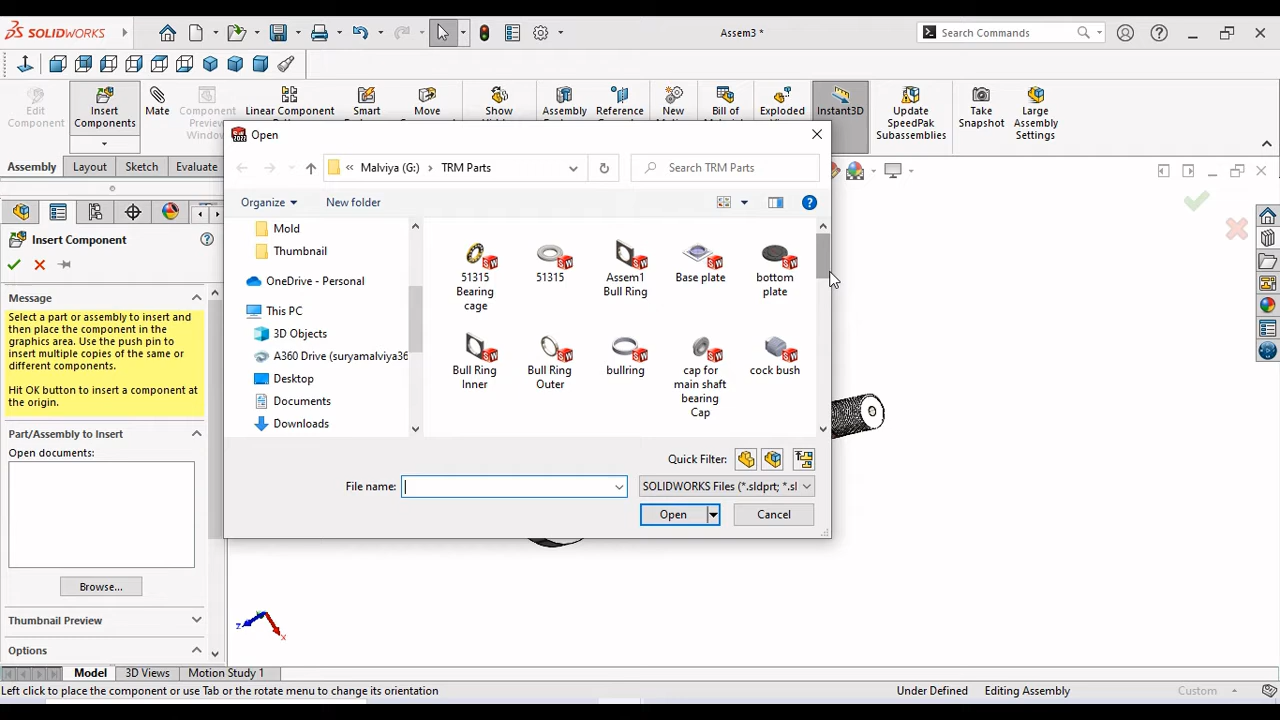 SOLIDWORKS
Assem3 *
Search Commands
Edit
Component
Insert
Components
Mate
Component
Preview
Window
Linear Component
Smart
Move
Show
Assembly
Reference
New
Bill of
Exploded
Instant3D
Update
SpeedPak
Subassemblies
Take
Snapshot
Large
Assembly
Settings
Assembly
Layout
Sketch
Evaluate
Insert Component
Message
Select a part or assembly to insert and
then place the component in the
graphics area. Use the push pin to
insert multiple copies of the same or
different components.
Hit OK button to insert a component at
the origin.
Part/Assembly to Insert
Open documents:
Browse...
Thumbnail Preview
Options
Open
« Malviya (G:) > TRM Parts
Search TRM Parts
Organize
New folder
Mold
Thumbnail
OneDrive - Personal
This PC
3D Objects
A360 Drive (suryamalviya36
Desktop
Documents
Downloads
51315
Bearing
cage
51315
Assem1
Bull Ring
Base plate
bottom
plate
Bull Ring
Inner
Bull Ring
Outer
bullring
cap for
main shaft
bearing
Cap
cock bush
Quick Filter:
File name:
SOLIDWORKS Files (*.sldprt; *.sl
Open
Cancel
z
x
Model
3D Views
Motion Study 1
Left click to place the component or use Tab or the rotate menu to change its orientation
Under Defined
Editing Assembly
Custom